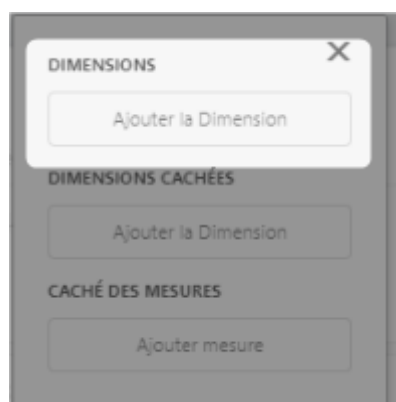 DIMENSIONS
Ajouter la Dimension
DIMENSIONS CACHÉES
Ajouter la Dimension
CACHÉ DES MESURES
Ajouter mesure